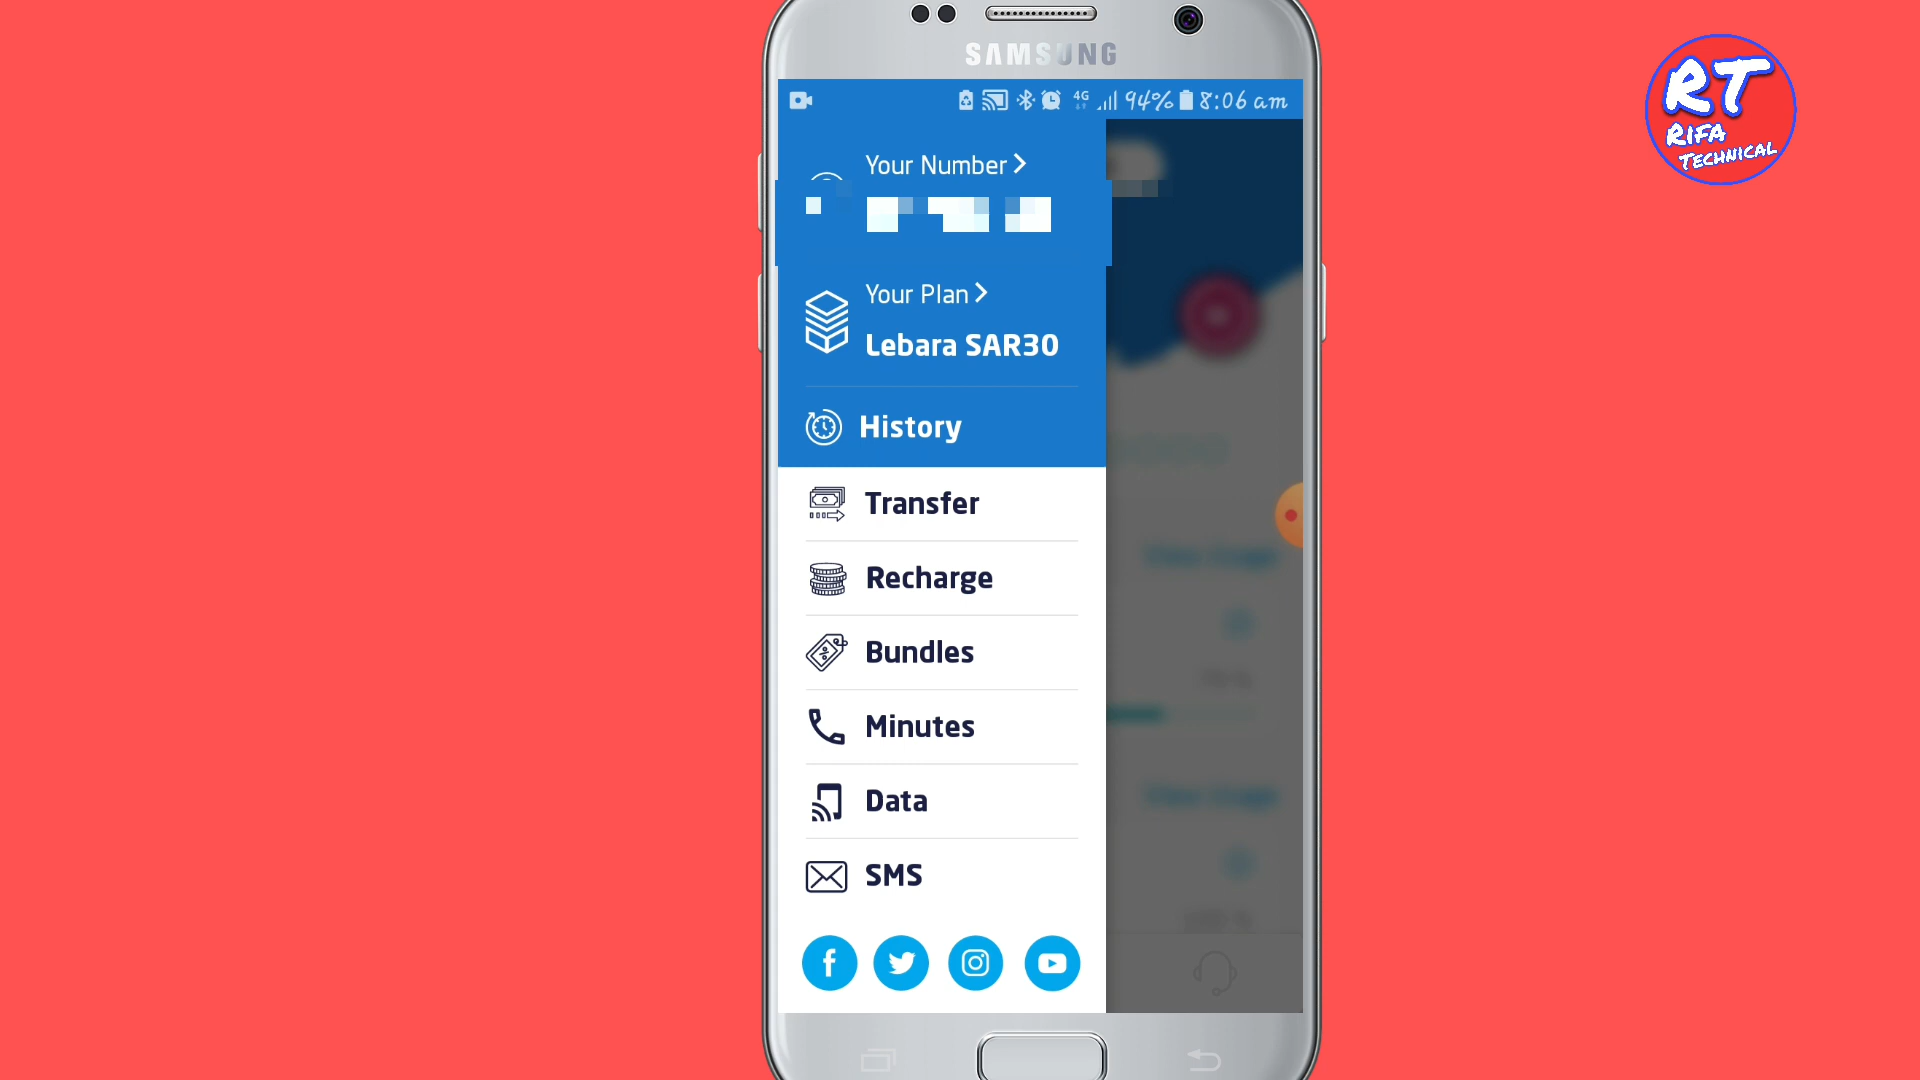 SAMSUNG
4G 94% 8:06 am
RT
RIFA
TECHNICAL
Your Number
Your Plan
Lebara SAR30
History
Transfer
Recharge
Bundles
Minutes
Data
SMS